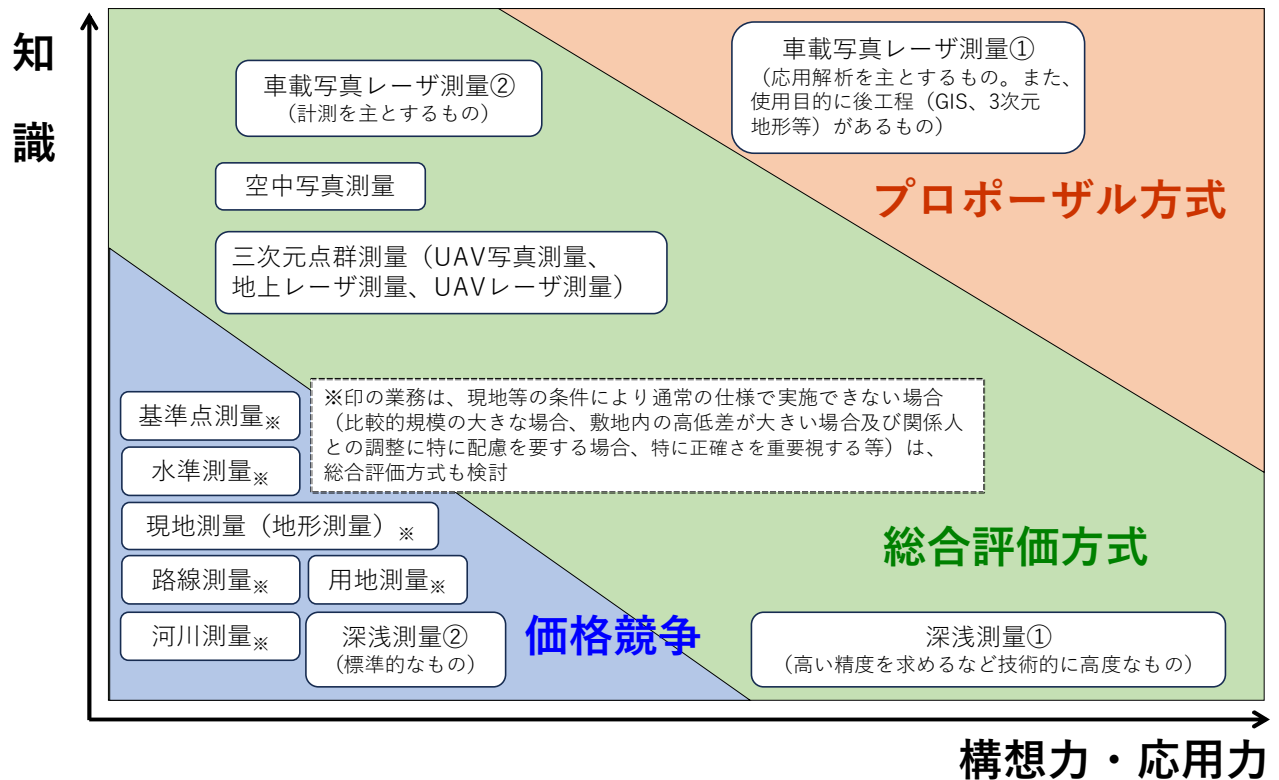 知
識
車載写真レーザ測量①
（応用解析を主とするもの。また、
使用目的に後工程（GIS、3次元
地形等）があるもの）
車載写真レーザ測量②
（計測を主とするもの）
空中写真測量
プロポーザル方式
三次元点群測量（UAV写真測量、
地上レーザ測量、UAVレーザ測量）
※印の業務は、現地等の条件により通常の仕様で実施できない場合
（比較的規模の大きな場合、敷地内の高低差が大きい場合及び関係人
との調整に特に配慮を要する場合、特に正確さを重要視する等）は、
総合評価方式も検討
基準点測量※
水準測量※
現地測量（地形測量）※
総合評価方式
路線測量※
用地測量※
河川測量※
深浅測量②
（標準的なもの）
価格競争
深浅測量①
（高い精度を求めるなど技術的に高度なもの）
構想力・応用力